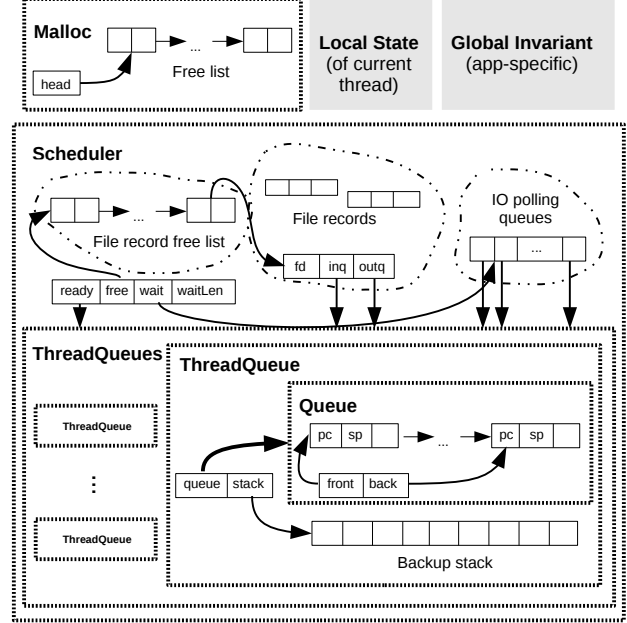 Malloc
...
Free list
head
Local State
(of current
thread)
Global Invariant
(app-specific)
Scheduler
...
File record free list
File records
fd inq outq
IO polling
queues
...
ready free wait waitLen
ThreadQueues
ThreadQueue
...
ThreadQueue
ThreadQueue
Queue
pc sp
...
pc sp
front back
queue stack
Backup stack